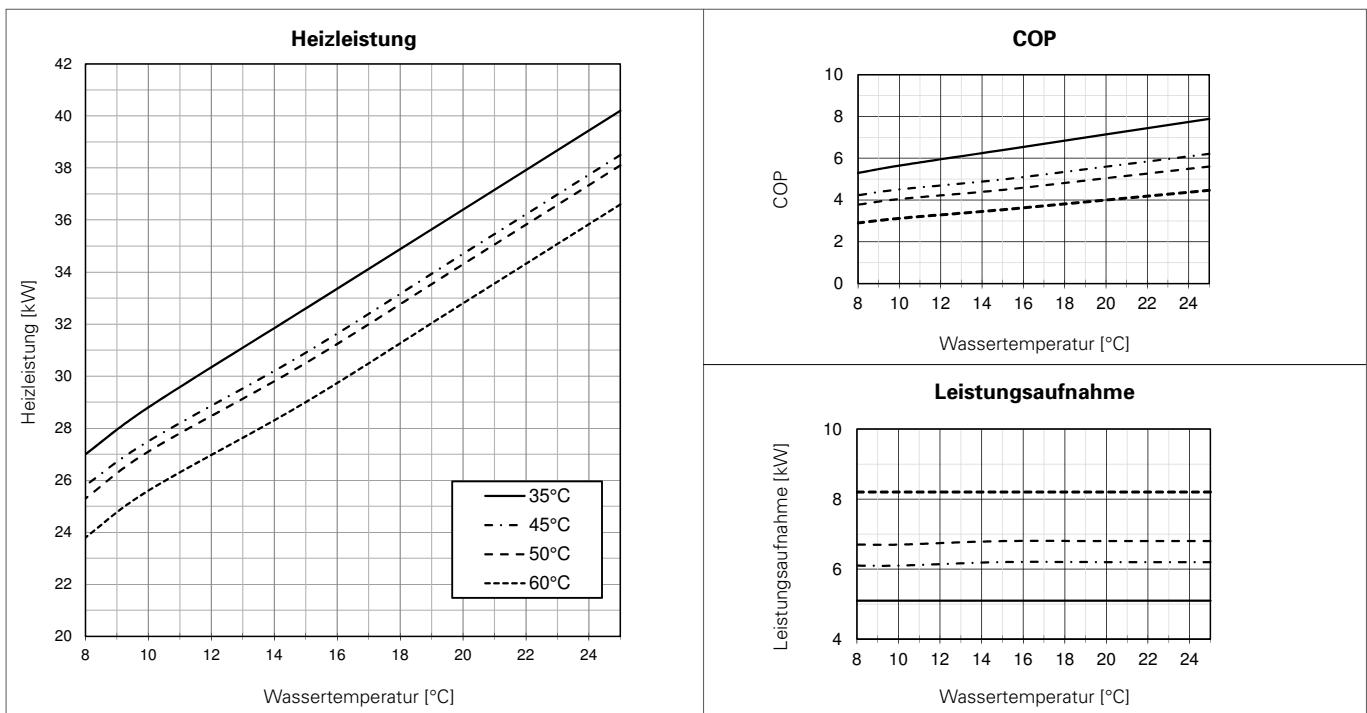 Heizleistung
42
40
38
36
34
32
30
28
26
24
22
20
Heizleistung [kW]
35°C
45°C
50°C
60°C
8 10 12 14 16 18 20 22 24
Wassertemperatur [°C]
COP
10
8
6
4
2
0
COP
8 10 12 14 16 18 20 22 24
Wassertemperatur [°C]
Leistungsaufnahme
10
8
6
4
Leistungsaufnahme [kW]
8 10 12 14 16 18 20 22 24
Wassertemperatur [°C]